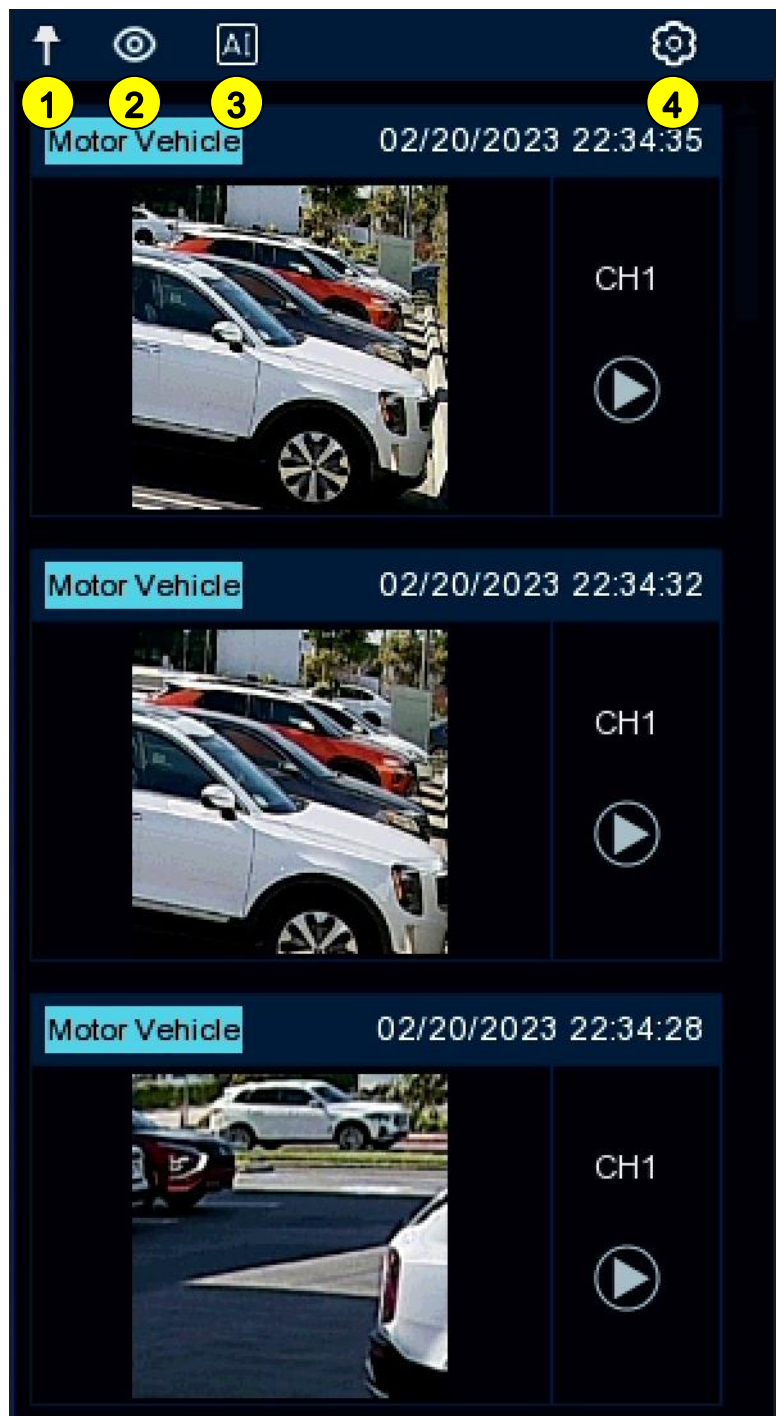 AI
1 2 3 4
Motor Vehicle 02/20/2023 22:34:35
CH1
Motor Vehicle 02/20/2023 22:34:32
CH1
Motor Vehicle 02/20/2023 22:34:28
CH1